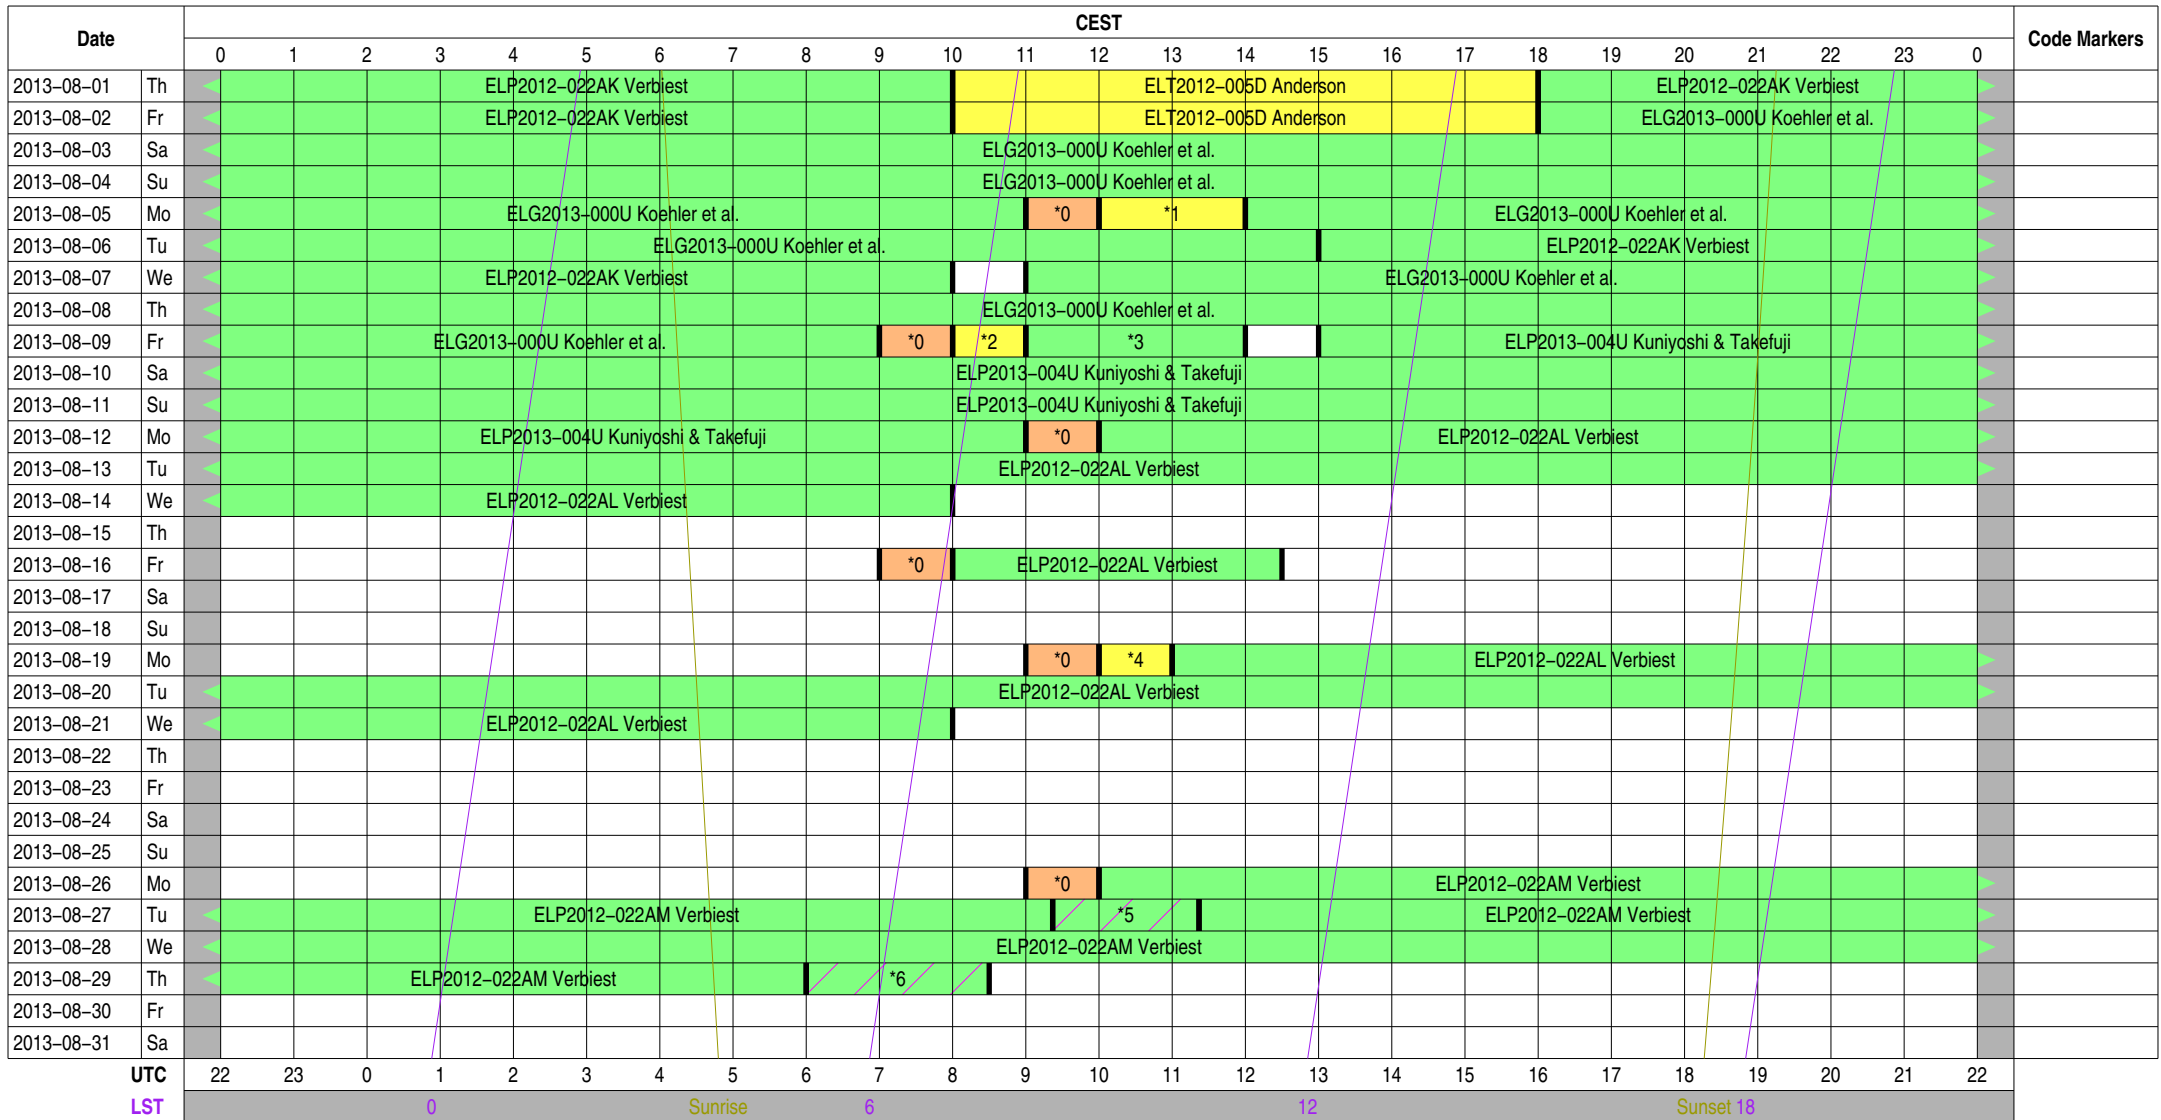 CEST
Date
Code Markers
0 1 2 3 4 5 6 7 8 9 10 11 12 13 14 15 16 17 18 19 20 21 22 23 0
2013-08-01 Th ELP2012-022AK Verbiest ELT2012-005D Anderson ELP2012-022AK Verbiest
2013-08-02 Fr ELP2012-022AK Verbiest ELT2012-005D Anderson ELG2013-000U Koehler et al.
2013-08-03 Sa ELG2013-000U Koehler et al.
2013-08-04 Su ELG2013-000U Koehler et al.
2013-08-05 Mo ELG2013-000U Koehler et al. *0 *1 ELG2013-000U Koehler et al.
2013-08-06 Tu ELG2013-000U Koehler et al. ELP2012-022AK Verbiest
2013-08-07 We ELP2012-022AK Verbiest ELG2013-000U Koehler et al.
2013-08-08 Th ELG2013-000U Koehler et al.
2013-08-09 Fr ELG2013-000U Koehler et al. *0 *2 *3 ELP2013-004U Kuniyoshi & Takefuji
2013-08-10 Sa ELP2013-004U Kuniyoshi & Takefuji
2013-08-11 Su ELP2013-004U Kuniyoshi & Takefuji
2013-08-12 Mo ELP2013-004U Kuniyoshi & Takefuji *0 ELP2012-022AL Verbiest
2013-08-13 Tu ELP2012-022AL Verbiest
2013-08-14 We ELP2012-022AL Verbiest
2013-08-15 Th
2013-08-16 Fr *0 ELP2012-022AL Verbiest
2013-08-17 Sa
2013-08-18 Su
2013-08-19 Mo *0 *4 ELP2012-022AL Verbiest
2013-08-20 Tu ELP2012-022AL Verbiest
2013-08-21 We ELP2012-022AL Verbiest
2013-08-22 Th
2013-08-23 Fr
2013-08-24 Sa
2013-08-25 Su
2013-08-26 Mo *0 ELP2012-022AM Verbiest
2013-08-27 Tu ELP2012-022AM Verbiest *5 ELP2012-022AM Verbiest
2013-08-28 We ELP2012-022AM Verbiest
2013-08-29 Th ELP2012-022AM Verbiest *6
2013-08-30 Fr
2013-08-31 Sa
UTC 22 23 0 1 2 3 4 5 6 7 8 9 10 11 12 13 14 15 16 17 18 19 20 21 22
LST 0 Sunrise 6 12 Sunset 18